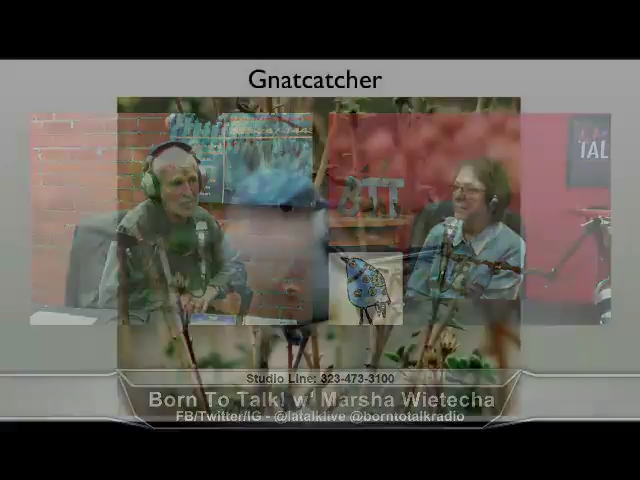 Gnatcatcher
TAL
BTT
Studio Line: 323-473-3100
Born To Talk! w/ Marsha Wietecha
FB/Twitter/IG - @latalklive @borntotalkradio